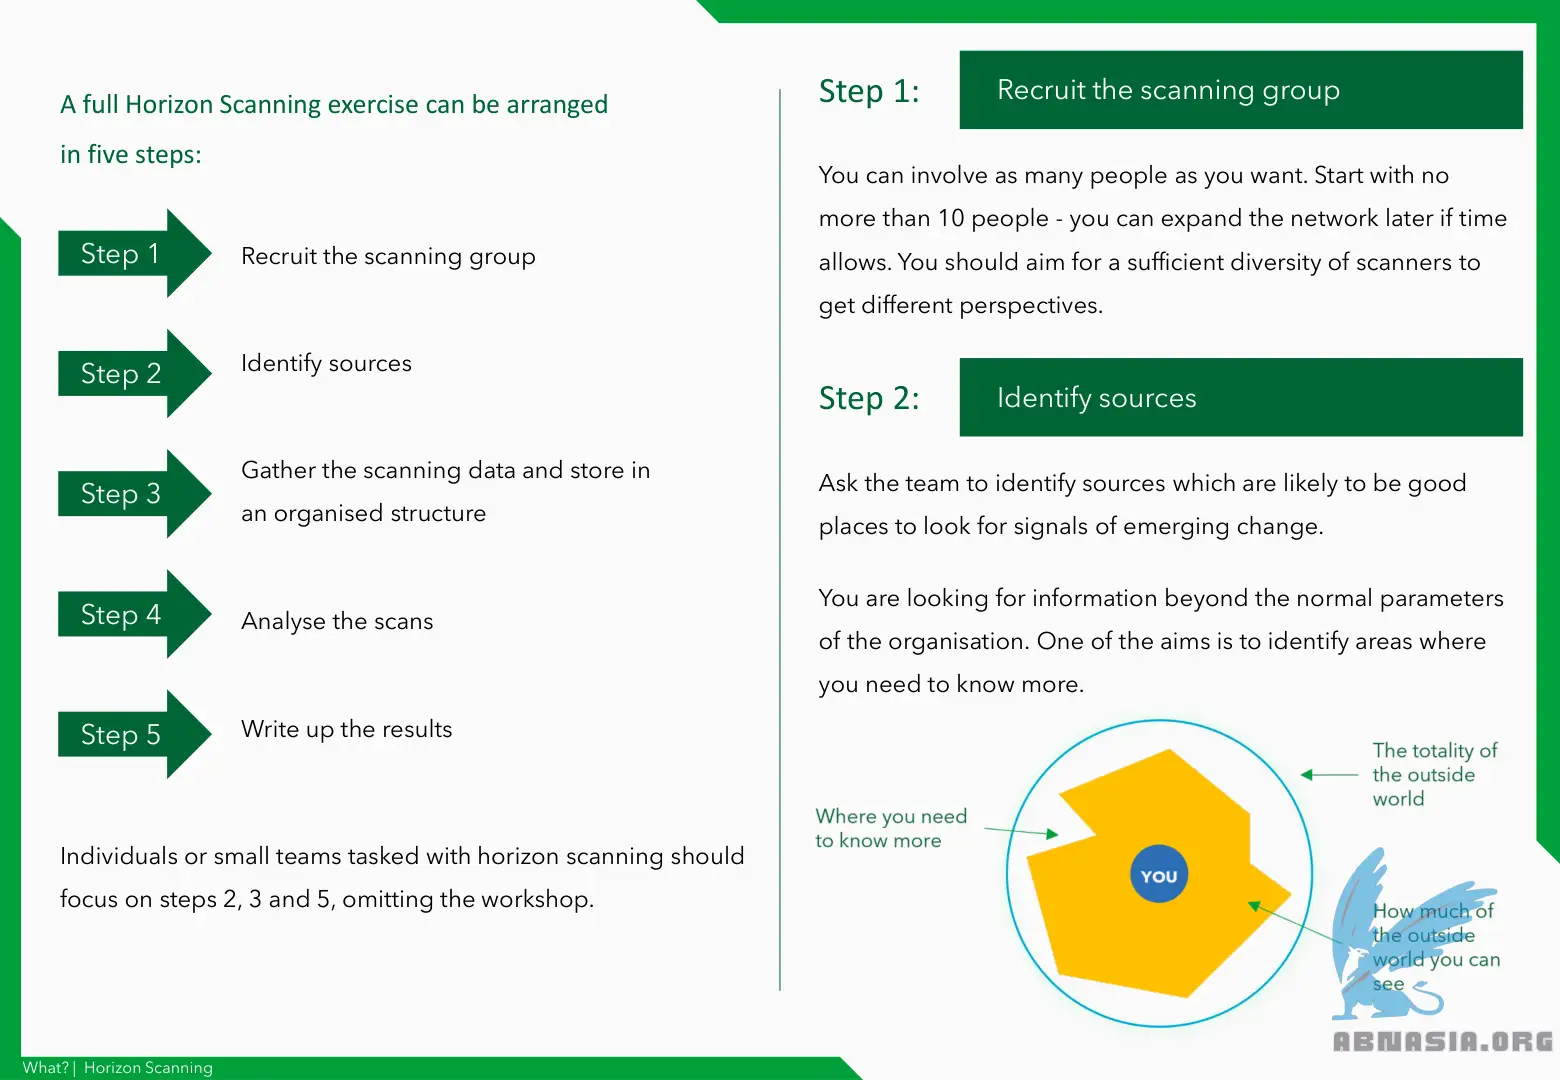 A full Horizon Scanning exercise can be arranged
in five steps:
Step 1
Recruit the scanning group
Step 2
Identify sources
Step 3
Gather the scanning data and store in
an organised structure
Step 4
Analyse the scans
Step 5
Write up the results
Individuals or small teams tasked with horizon scanning should
focus on steps 2, 3 and 5, omitting the workshop.
Step 1:
Recruit the scanning group
You can involve as many people as you want. Start with no
more than 10 people - you can expand the network later if time
allows. You should aim for a sufficient diversity of scanners to
get different perspectives.
Step 2:
Identify sources
Ask the team to identify sources which are likely to be good
places to look for signals of emerging change.
You are looking for information beyond the normal parameters
of the organisation. One of the aims is to identify areas where
you need to know more.
Where you need
to know more
YOU
The totality of
the outside
world
How much of
the outside
world you can
see
ABNASIA.ORG
What? | Horizon Scanning